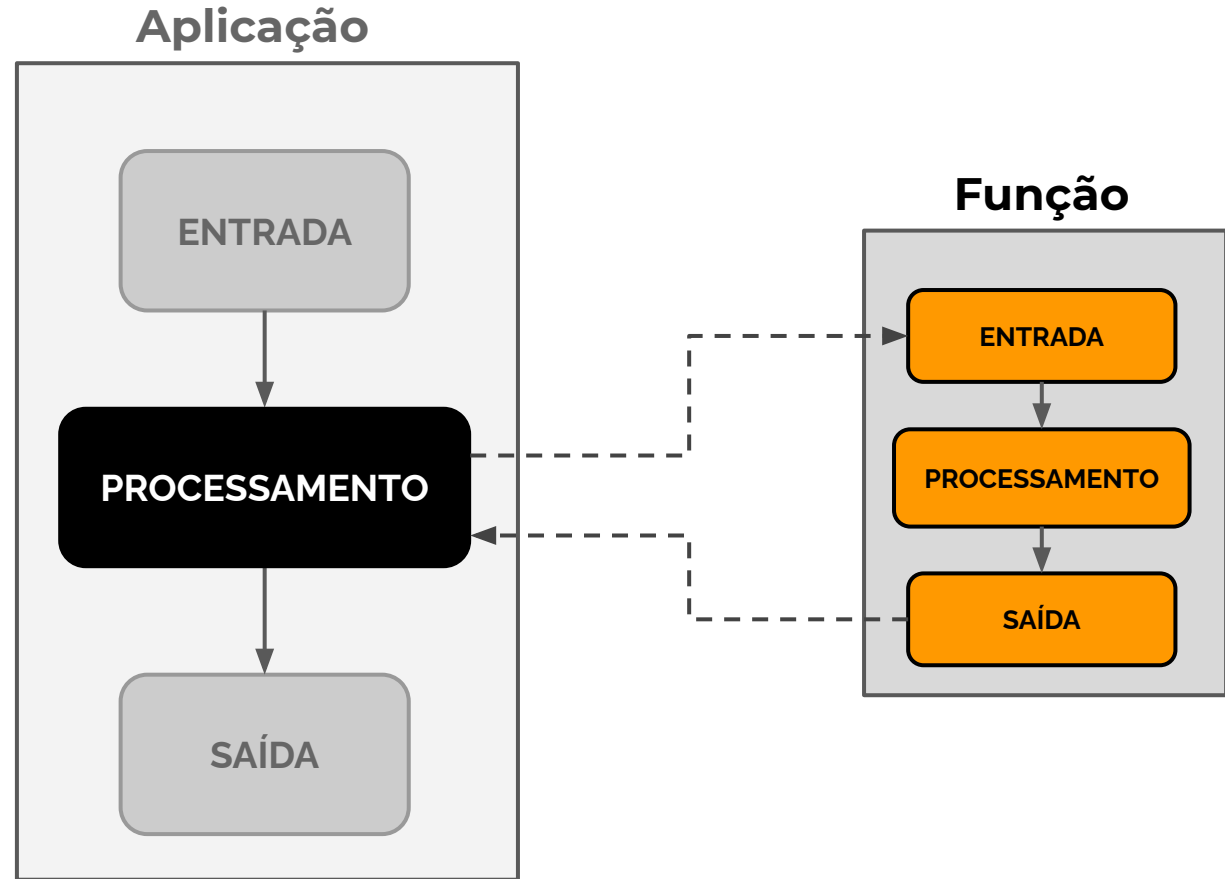 Aplicação
ENTRADA
PROCESSAMENTO
SAÍDA
Função
ENTRADA
PROCESSAMENTO
SAÍDA